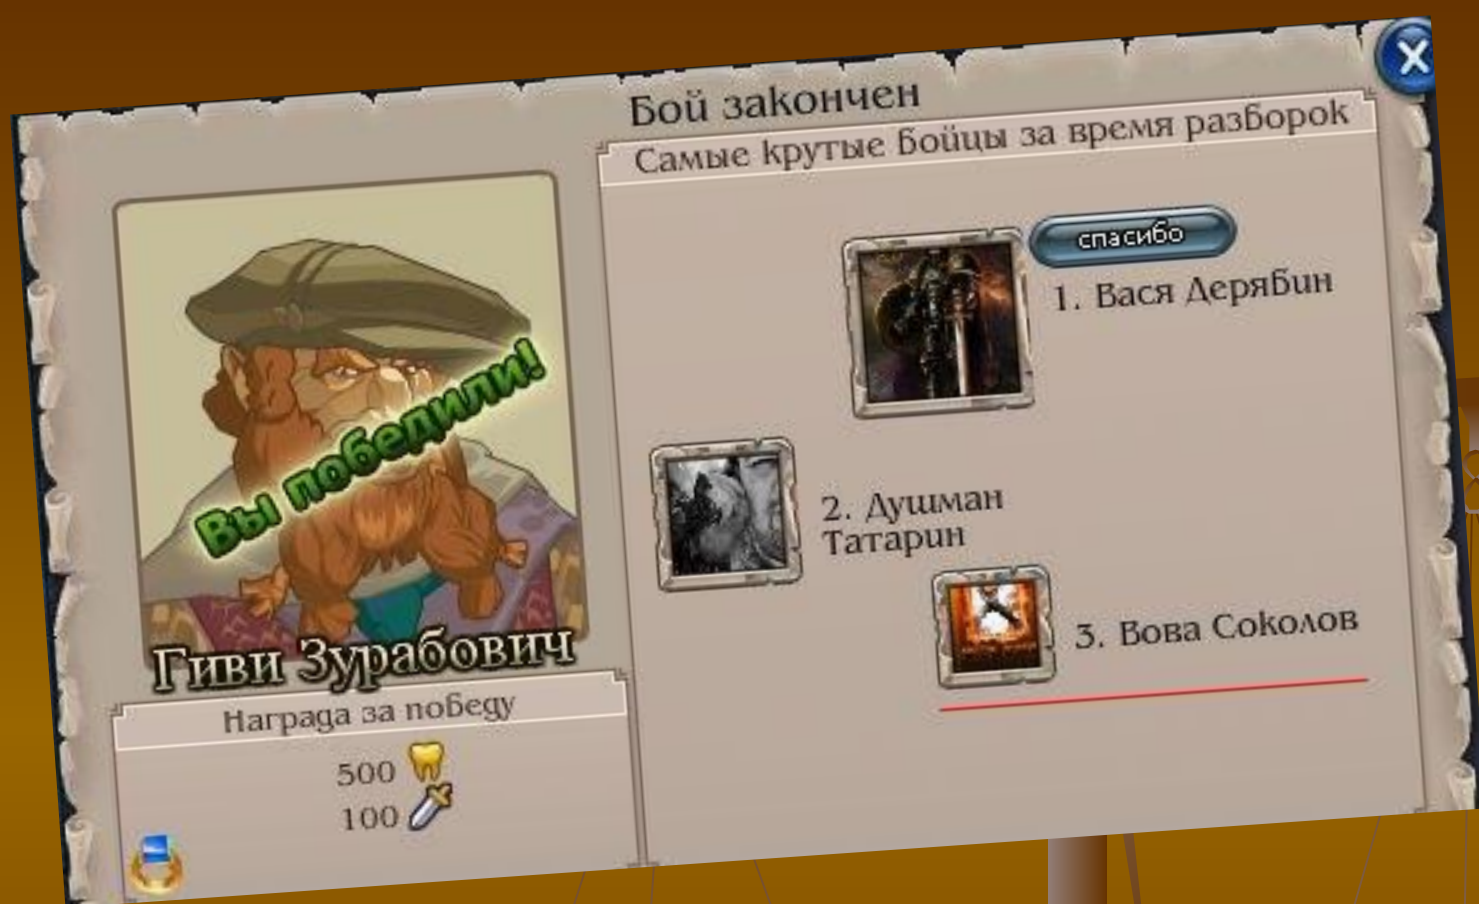 Бой закончен
Самые крутые бойцы за время разборок
спасибо
1. Вася Дерябин
Вы победили!
2. Душман
Татарин
3. Вова Соколов
Гиви Зурабович
Награда за победу
500
100